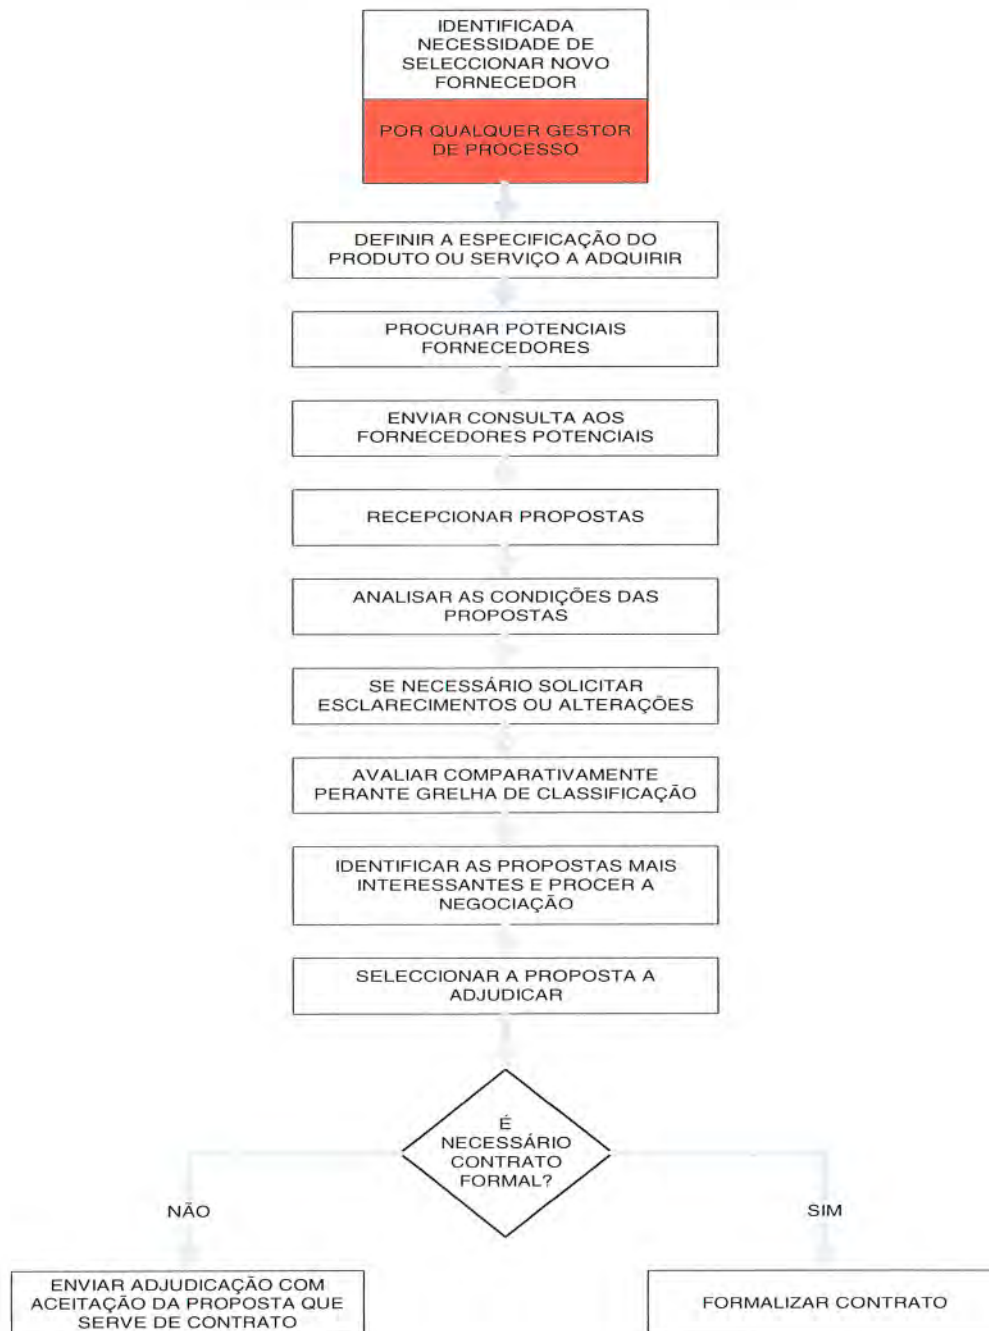 IDENTIFICADA
NECESSIDADE DE
SELECCIONAR NOVO
FORNECEDOR
POR QUALQUER GESTOR
DE PROCESSO
DEFINIR A ESPECIFICAÇÃO DO
PRODUTO OU SERVIÇO A ADQUIRIR
PROCURAR POTENCIAIS
FORNECEDORES
ENVIAR CONSULTA AOS
FORNECEDORES POTENCIAIS
RECEPCIONAR PROPOSTAS
ANALISAR AS CONDIÇÕES DAS
PROPOSTAS
SE NECESSÁRIO SOLICITAR
ESCLARECIMENTOS OU ALTERAÇÕES
AVALIAR COMPARATIVAMENTE
PERANTE GRELHA DE CLASSIFICAÇÃO
IDENTIFICAR AS PROPOSTAS MAIS
INTERESSANTES E PROCER A
NEGOCIAÇÃO
SELECCIONAR A PROPOSTA A
ADJUDICAR
É
NECESSÁRIO
CONTRATO
FORMAL?
NÃO
SIM
ENVIAR ADJUDICAÇÃO COM
ACEITAÇÃO DA PROPOSTA QUE
SERVE DE CONTRATO
FORMALIZAR CONTRATO